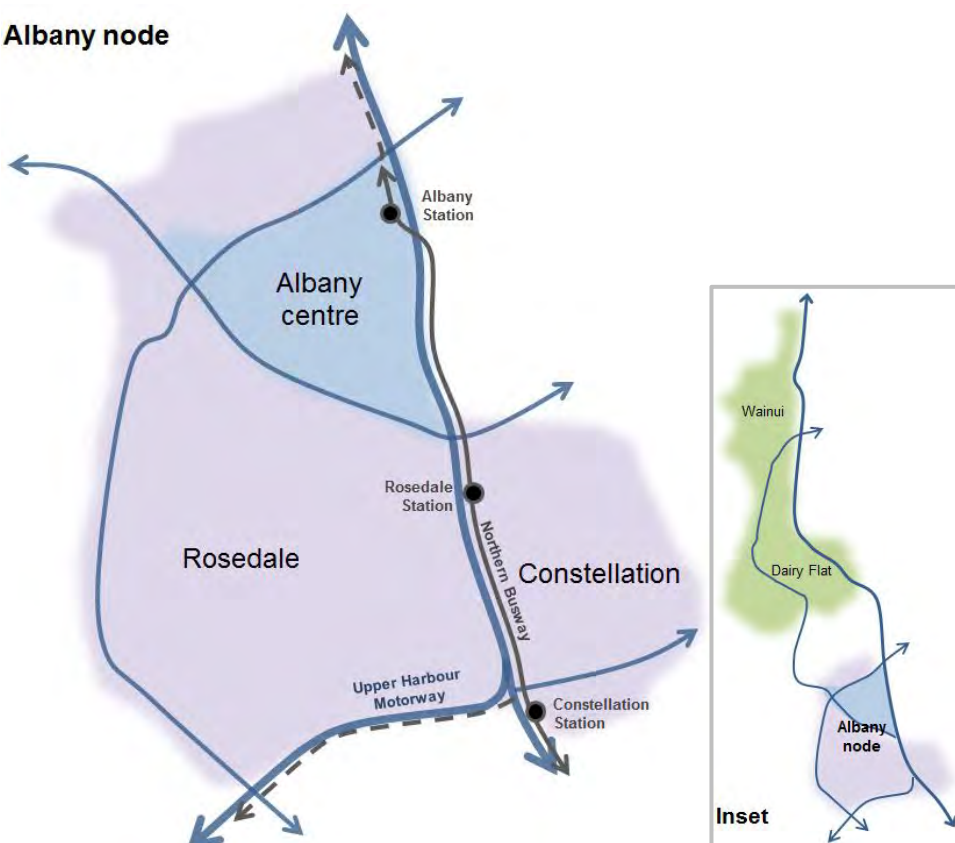 Albany node
Albany
Station
Albany
centre
Rosedale
Station
Northern Busway
Rosedale
Constellation
Upper Harbour
Motorway
Constellation
Station
Wainui
Dairy Flat
Albany
node
Inset